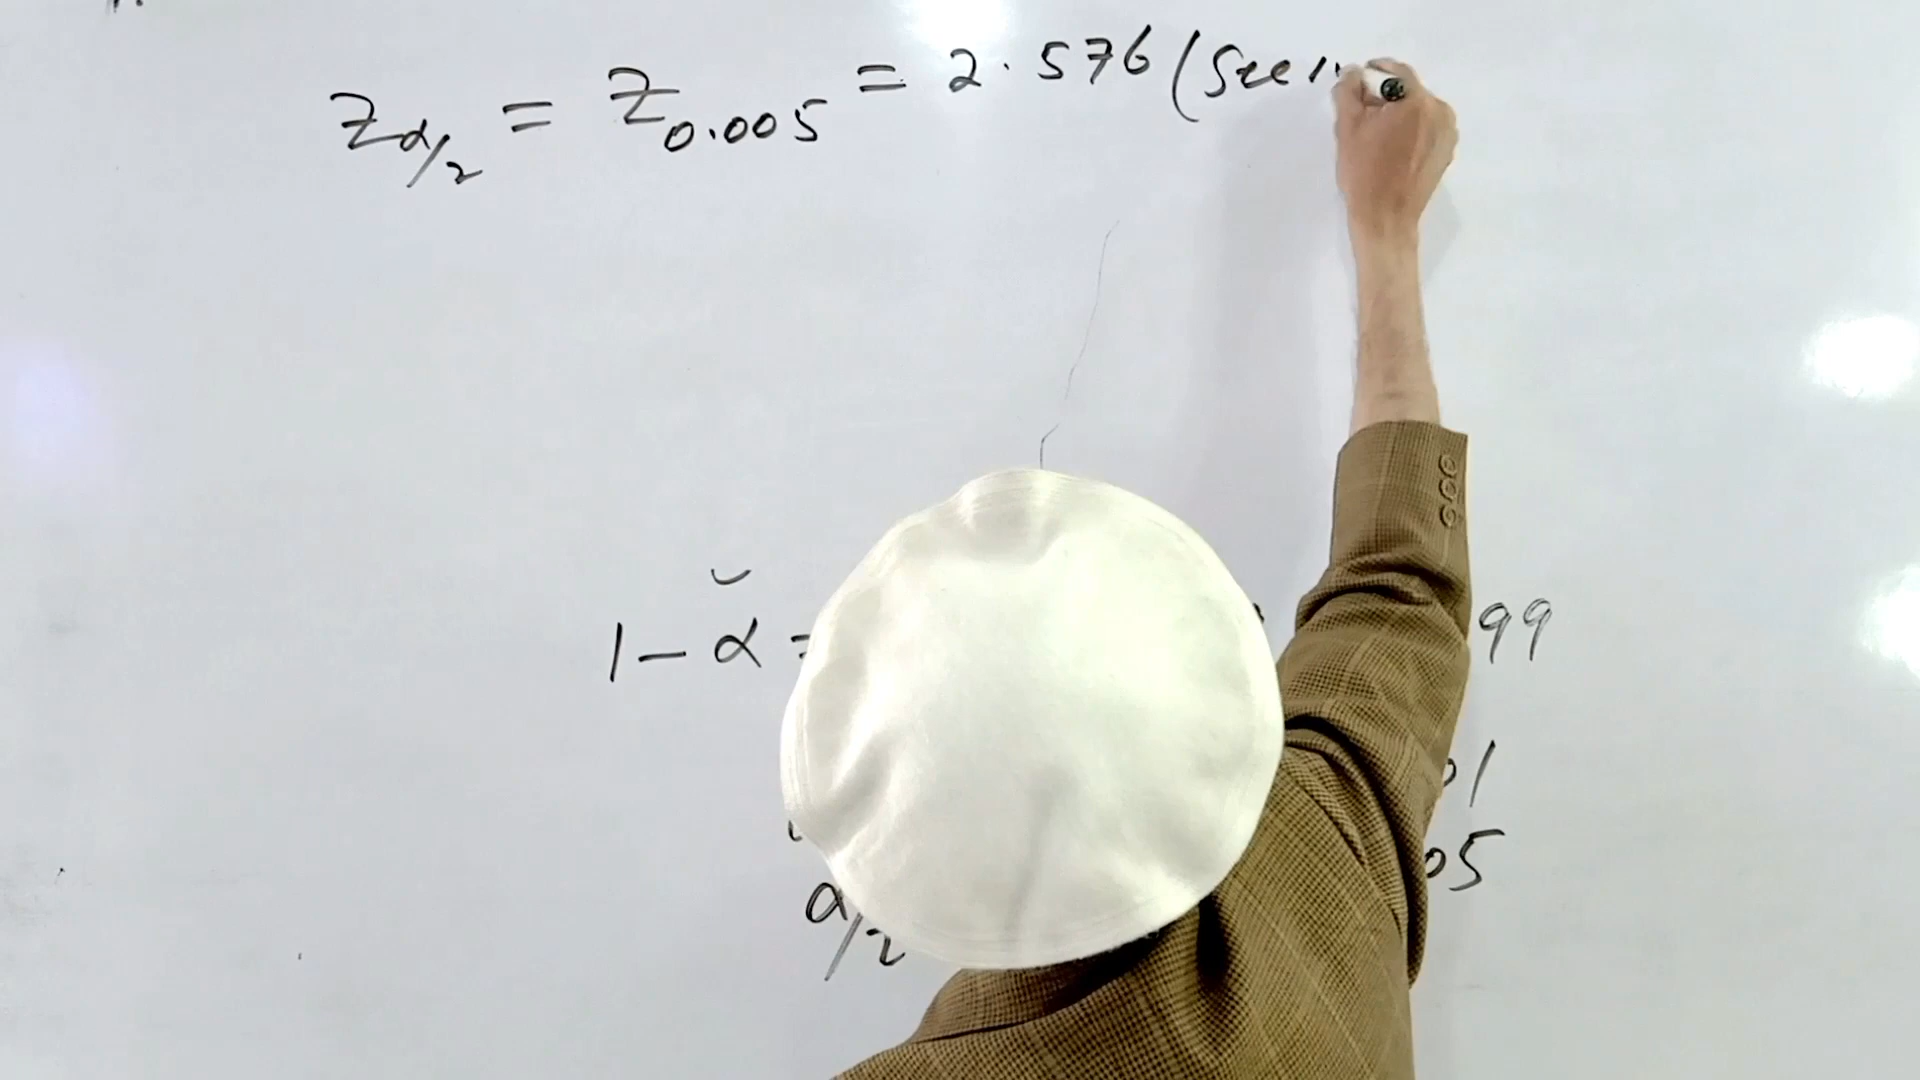 Zα/2 = Z0.005 = 2.576 (See
1 - α = 99
01
α/2 05